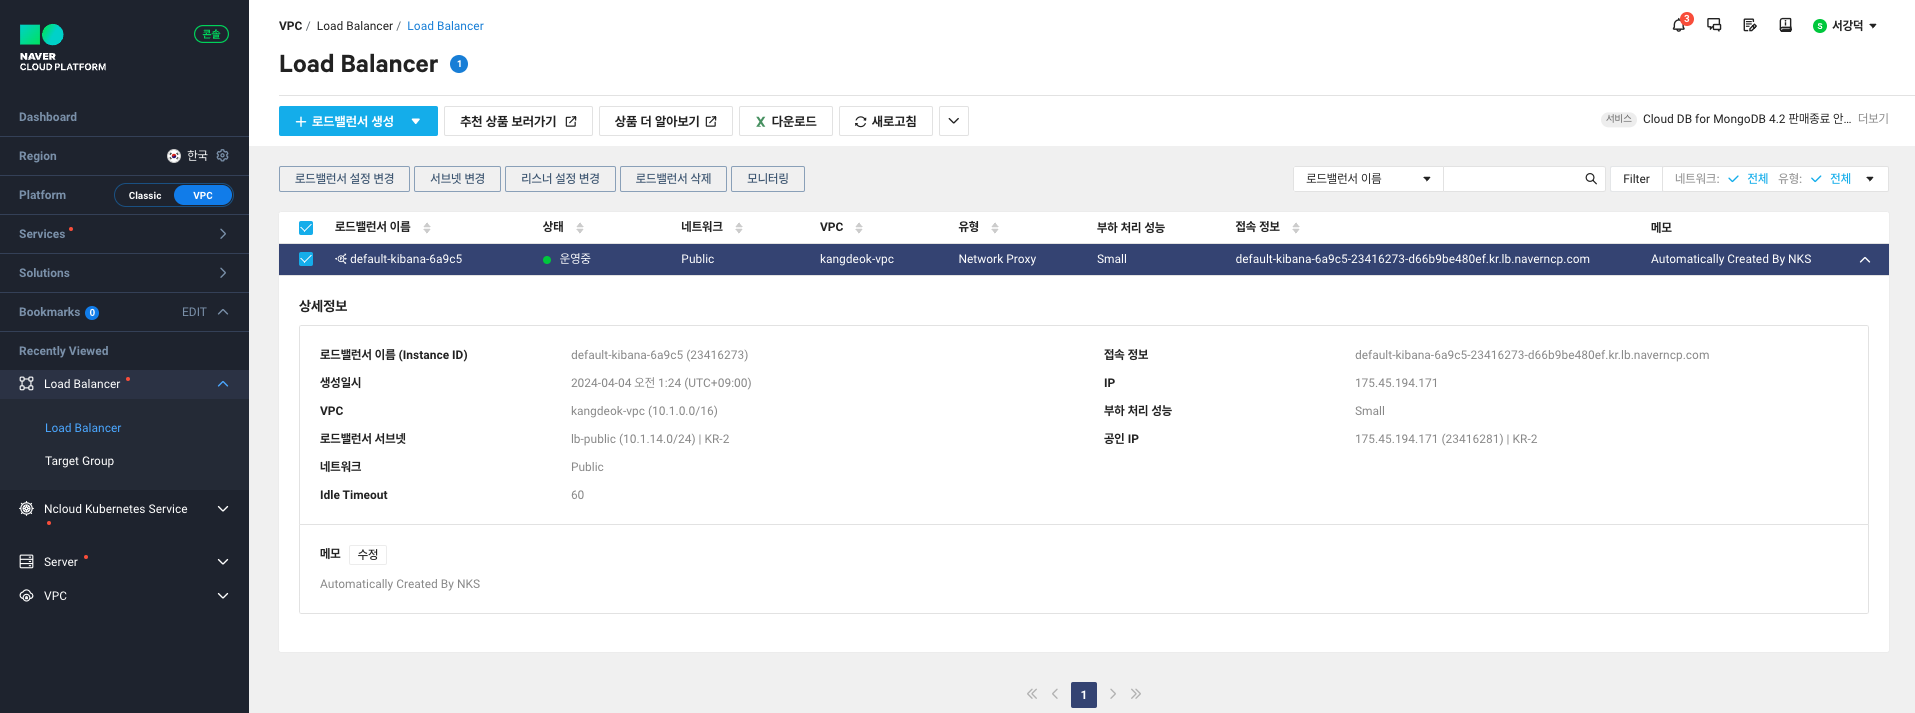 NAVER
CLOUD PLATFORM
콘솔
Dashboard
Region 한국
Platform Classic VPC
Services
Solutions
Bookmarks 0 EDIT
Recently Viewed
Load Balancer
Load Balancer
Target Group
Ncloud Kubernetes Service
Server
VPC
VPC / Load Balancer / Load Balancer
3
S 서강덕
Load Balancer 1
+ 로드밸런서 생성 추천 상품 보러가기 상품 더 알아보기 X 다운로드 새로고침
서비스 Cloud DB for MongoDB 4.2 판매종료 안... 더보기
로드밸런서 설정 변경 서브넷 변경 리스너 설정 변경 로드밸런서 삭제 모니터링
로드밸런서 이름 Filter 네트워크: 전체 유형: 전체
로드밸런서 이름 상태 네트워크 VPC 유형 부하 처리 성능 접속 정보 메모
default-kibana-6a9c5 운영중 Public kangdeok-vpc Network Proxy Small default-kibana-6a9c5-23416273-d66b9be480ef.kr.lb.naverncp.com Automatically Created By NKS
상세정보
로드밸런서 이름 (Instance ID) default-kibana-6a9c5 (23416273) 접속 정보 default-kibana-6a9c5-23416273-d66b9be480ef.kr.lb.naverncp.com
생성일시 2024-04-04 오전 1:24 (UTC+09:00) IP 175.45.194.171
VPC kangdeok-vpc (10.1.0.0/16) 부하 처리 성능 Small
로드밸런서 서브넷 lb-public (10.1.14.0/24) | KR-2 공인 IP 175.45.194.171 (23416281) | KR-2
네트워크 Public
Idle Timeout 60
메모 수정
Automatically Created By NKS
1